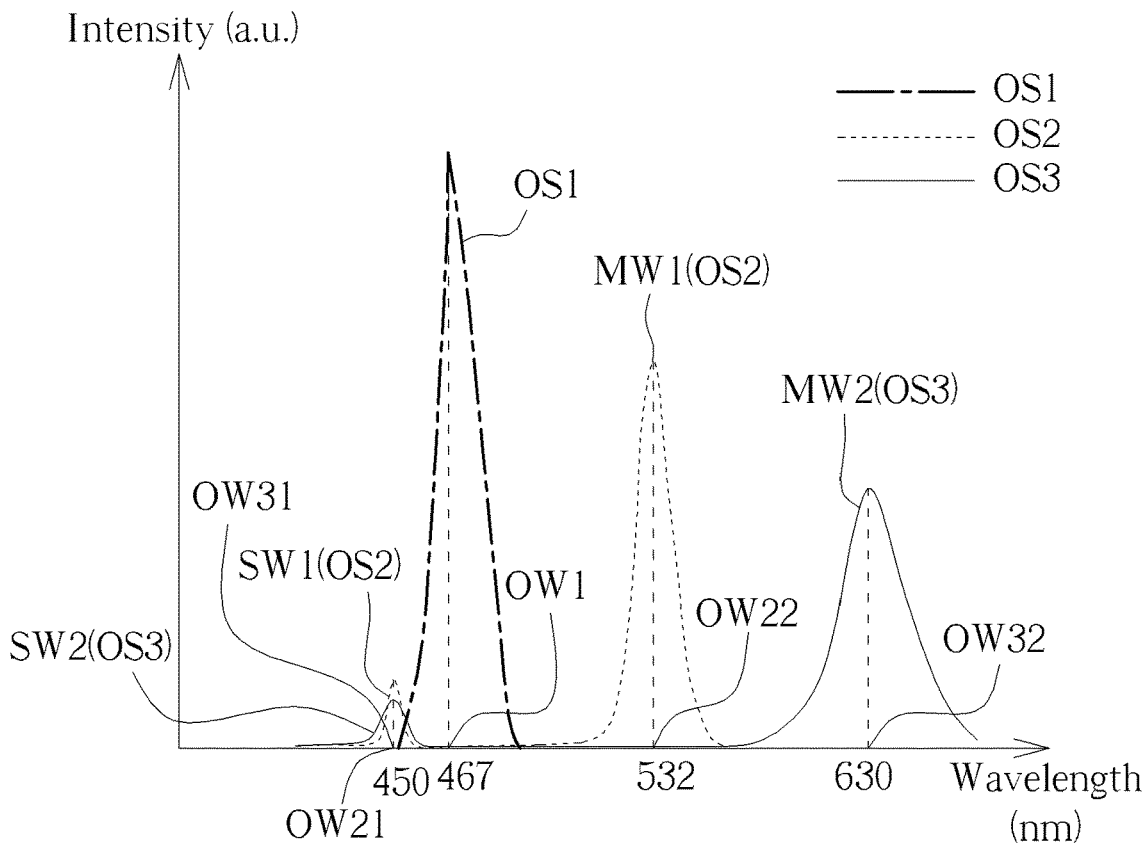 Intensity (a.u.)
OS1
OS2
OS3
OS1
MW1(OS2)
MW2(OS3)
OW31
SW1(OS2)
OW1
OW22
SW2(OS3)
OW32
450 467 532 630 Wavelength
OW21 (nm)